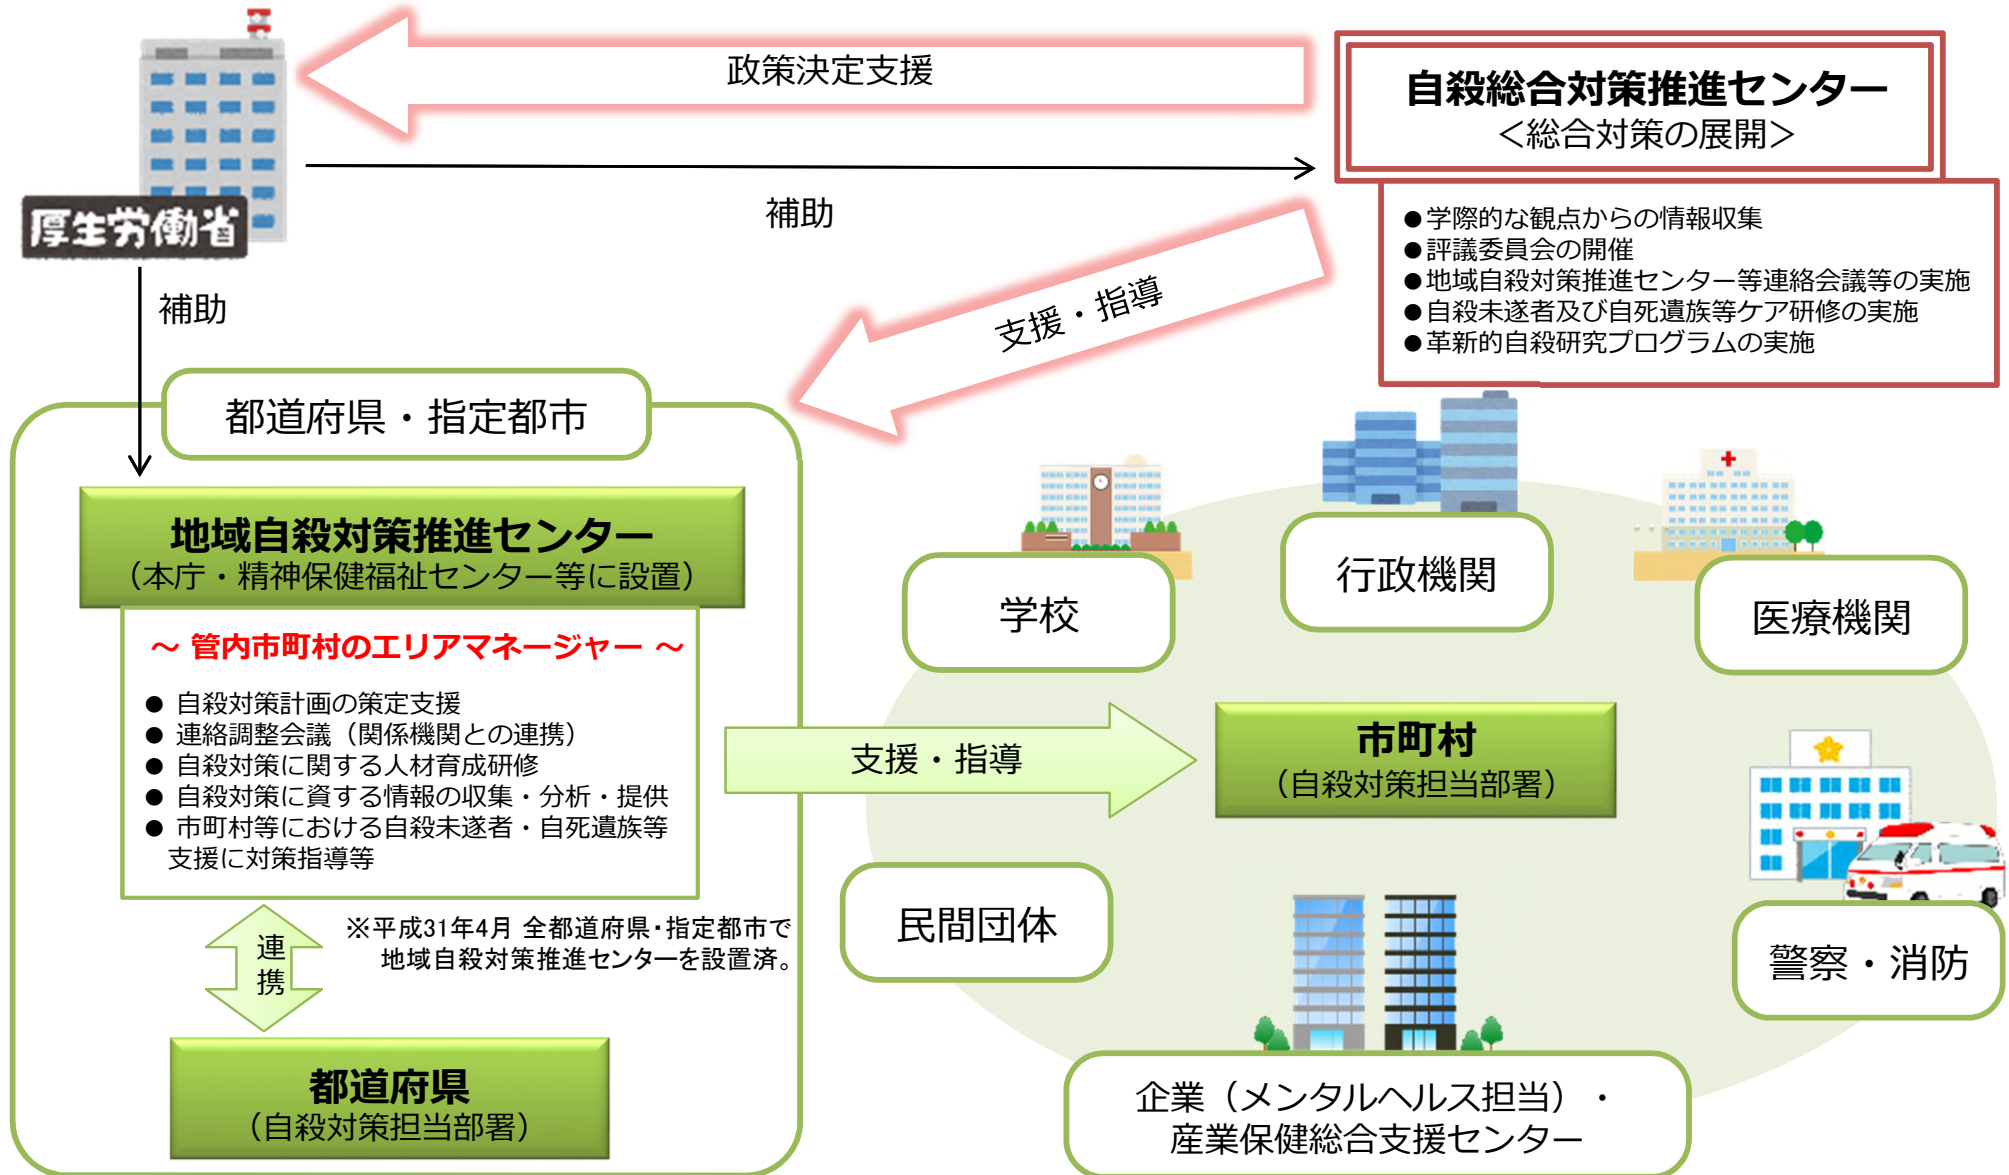 政策決定支援
自殺総合対策推進センター
＜総合対策の展開＞
厚生労働省
補助
●学際的な観点からの情報収集
●評議委員会の開催
●地域自殺対策推進センター等連絡会議等の実施
●自殺未遂者及び自死遺族等ケア研修の実施
●革新的自殺研究プログラムの実施
補助
支援・指導
都道府県・指定都市
地域自殺対策推進センター
（本庁・精神保健福祉センター等に設置）
～ 管内市町村のエリアマネージャー ～
● 自殺対策計画の策定支援
● 連絡調整会議（関係機関との連携）
● 自殺対策に関する人材育成研修
● 自殺対策に資する情報の収集・分析・提供
● 市町村等における自殺未遂者・自死遺族等
支援に対策指導等
連
携
※平成31年4月 全都道府県・指定都市で
地域自殺対策推進センターを設置済。
都道府県
（自殺対策担当部署）
支援・指導
学校
行政機関
医療機関
市町村
（自殺対策担当部署）
民間団体
警察・消防
企業（メンタルヘルス担当）・
産業保健総合支援センター